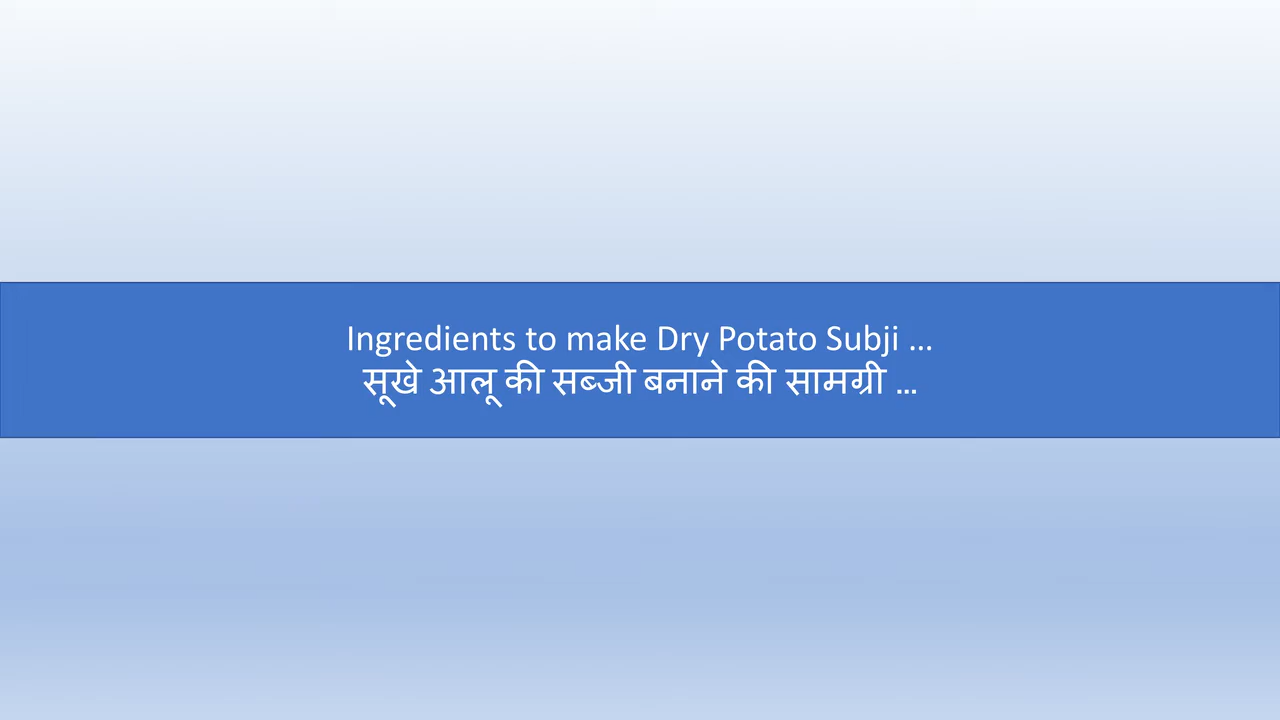 Ingredients to make Dry Potato Subji ...
सूखे आलू की सब्जी बनाने की सामग्री ...